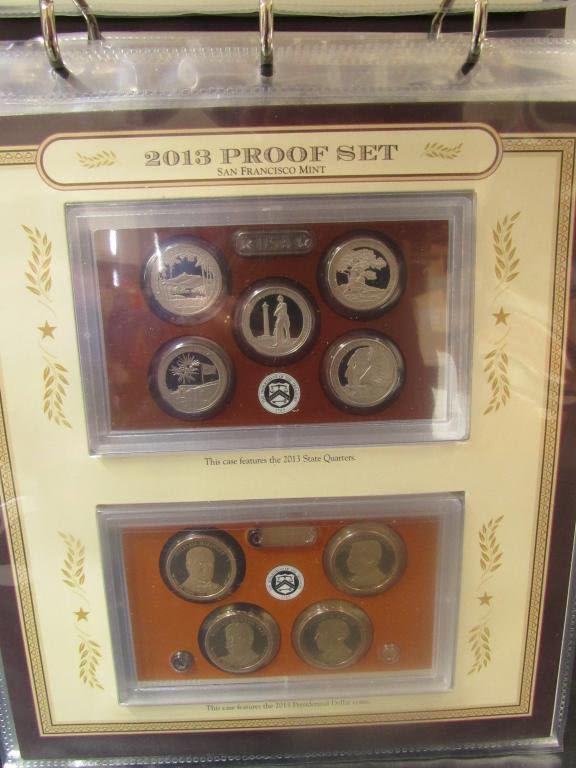 2013 PROOF SET
SAN FRANCISCO MINT
USA
This case features the 2013 State Quarters.
This case features the 2013 Presidential Dollar coins.